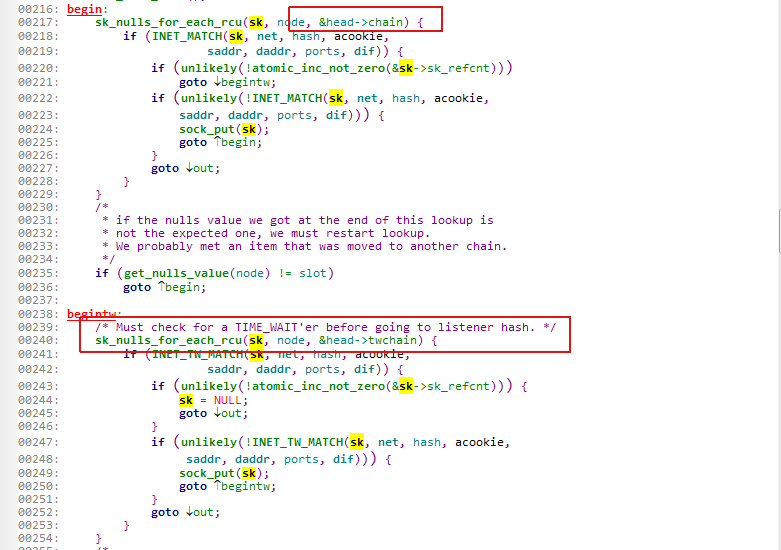 00216: begin:
00217: sk_nulls_for_each_rcu(sk, node, &head->chain) {
00218: if (INET_MATCH(sk, net, hash, acookie,
00219: saddr, daddr, ports, dif)) {
00220: if (unlikely(!atomic_inc_not_zero(&sk->sk_refcnt)))
00221: goto ↓begintw;
00222: if (unlikely(!INET_MATCH(sk, net, hash, acookie,
00223: saddr, daddr, ports, dif))) {
00224: sock_put(sk);
00225: goto ↑begin;
00226: }
00227: goto ↓out;
00228: }
00229: }
00230: /*
00231: * if the nulls value we got at the end of this lookup is
00232: * not the expected one, we must restart lookup.
00233: * We probably met an item that was moved to another chain.
00234: */
00235: if (get_nulls_value(node) != slot)
00236: goto ↑begin;
00237:
00238: begintw:
00239: /* Must check for a TIME_WAIT'er before going to listener hash. */
00240: sk_nulls_for_each_rcu(sk, node, &head->twchain) {
00241: if (INET_TW_MATCH(sk, net, hash, acookie,
00242: saddr, daddr, ports, dif)) {
00243: if (unlikely(!atomic_inc_not_zero(&sk->sk_refcnt))) {
00244: sk = NULL;
00245: goto ↓out;
00246: }
00247: if (unlikely(!INET_TW_MATCH(sk, net, hash, acookie,
00248: saddr, daddr, ports, dif))) {
00249: sock_put(sk);
00250: goto ↑begintw;
00251: }
00252: goto ↓out;
00253: }
00254: }